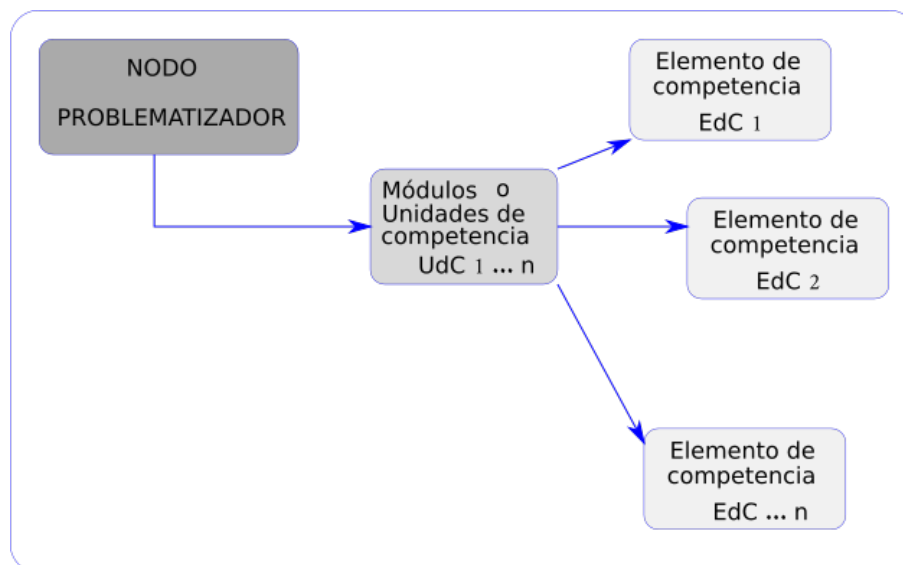 NODO
PROBLEMATIZADOR
Módulos o
Unidades de
competencia
UdC 1 ... n
Elemento de
competencia
EdC 1
Elemento de
competencia
EdC 2
Elemento de
competencia
EdC ... n